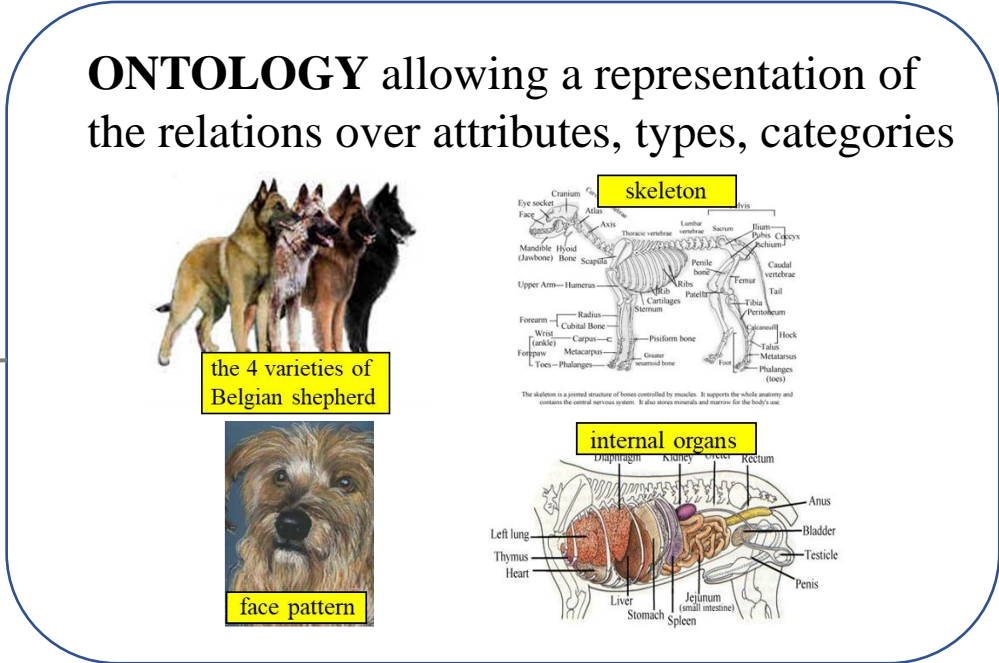 ONTOLOGY allowing a representation of
the relations over attributes, types, categories
the 4 varieties of
Belgian shepherd
face pattern
skeleton
Cranium
Eye socket
Face
Atlas
Axis
Mandible
(Jawbone)
Hyoid
Bone
Scapula
Thoracic vertebrae
Lumbar
vertebrae
Sacrum
Ilium
Pubis
Ischium
Coccyx
Caudal
vertebrae
Tail
Penile
bone
Femur
Patella
Ribs
Rib
Cartilages
Sternum
Tibia
Peritoneum
Upper Arm
Humerus
Forearm
Radius
Cubital Bone
Wrist
(ankle)
Carpus
Pisiform bone
Forepaw
Metacarpus
Greater
sesamoid bone
Toes
Phalanges
Calcaneum
Hock
Talus
Metatarsus
Foot
Phalanges
(toes)
The skeleton is a jointed structure of bones controlled by muscles. It supports the whole anatomy and
contains the central nervous system. It also stores minerals and marrow for the body's use.
internal organs
Diaphragm
Kidney
Ureter
Rectum
Anus
Left lung
Bladder
Thymus
Testicle
Heart
Penis
Liver
Stomach
Spleen
Jejunum
(small intestine)